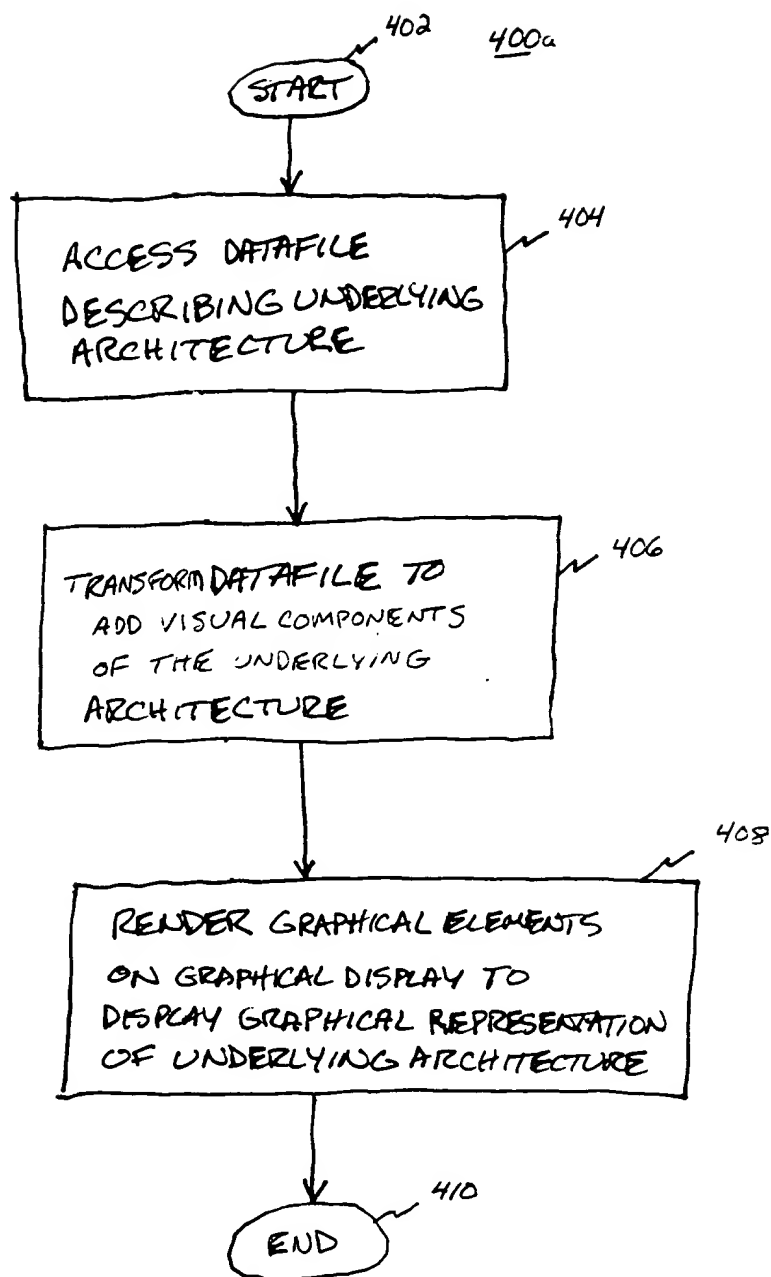 402
400a
START
404
ACCESS DATAFILE
DESCRIBING UNDERLYING
ARCHITECTURE
406
TRANSFORM DATAFILE TO
ADD VISUAL COMPONENTS
OF THE UNDERLYING
ARCHITECTURE
408
RENDER GRAPHICAL ELEMENTS
ON GRAPHICAL DISPLAY TO
DISPLAY GRAPHICAL REPRESENTATION
OF UNDERLYING ARCHITECTURE
410
END